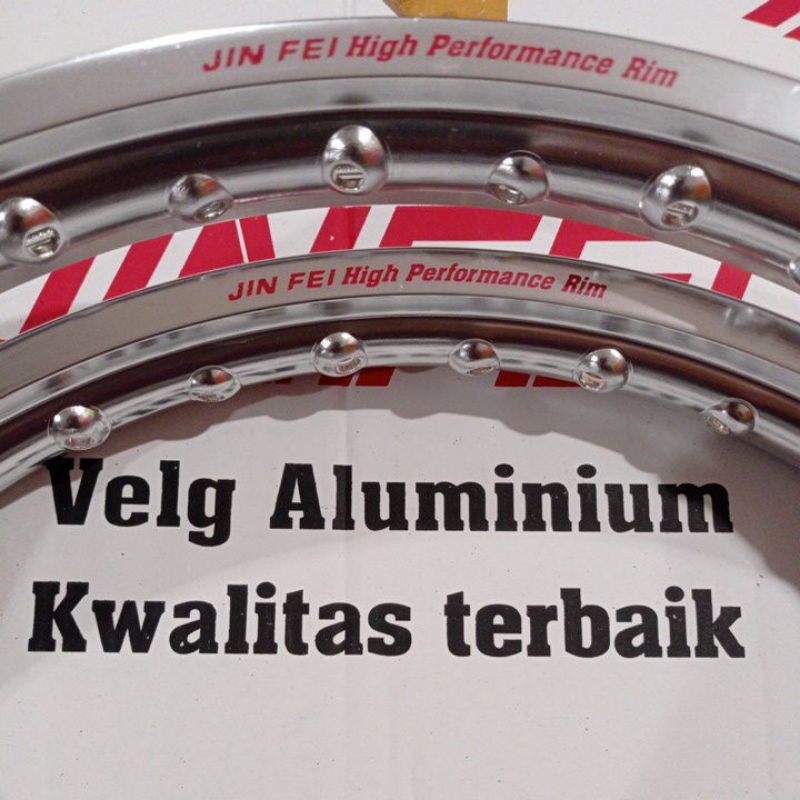 JIN FEI High Performance Rim
JIN FEI High Performance Rim
Velg Aluminium
Kwalitas terbaik